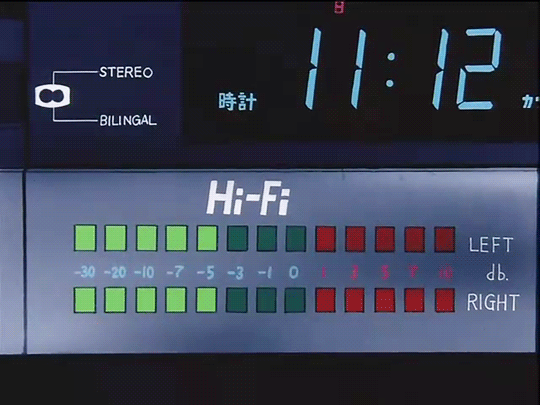 日
11:12
STEREO
時計
BILINGAL
Hi-Fi
LEFT
-30 -20 -10 -7 -5 -3 -1 0 db.
RIGHT